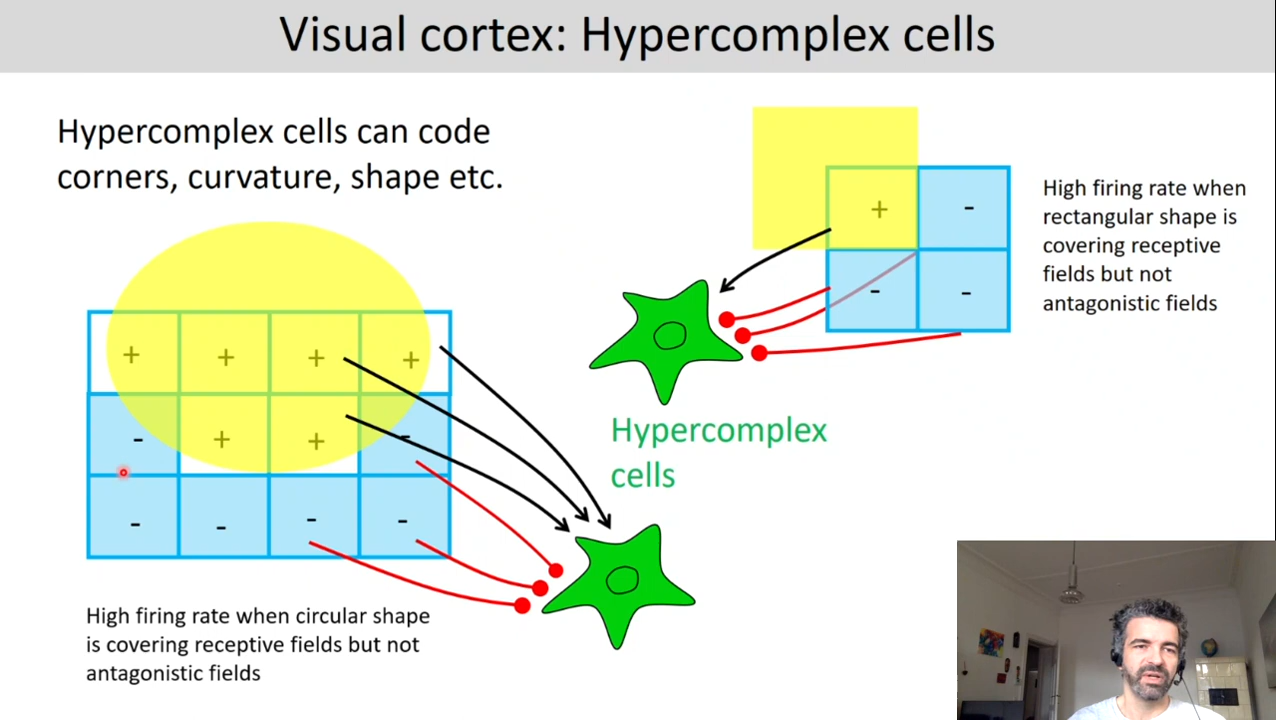 Visual cortex: Hypercomplex cells
Hypercomplex cells can code
corners, curvature, shape etc.
+ -
- -
High firing rate when
rectangular shape is
covering receptive
fields but not
antagonistic fields
+ + + +
- + + -
- - - -
Hypercomplex
cells
High firing rate when circular shape
is covering receptive fields but not
antagonistic fields